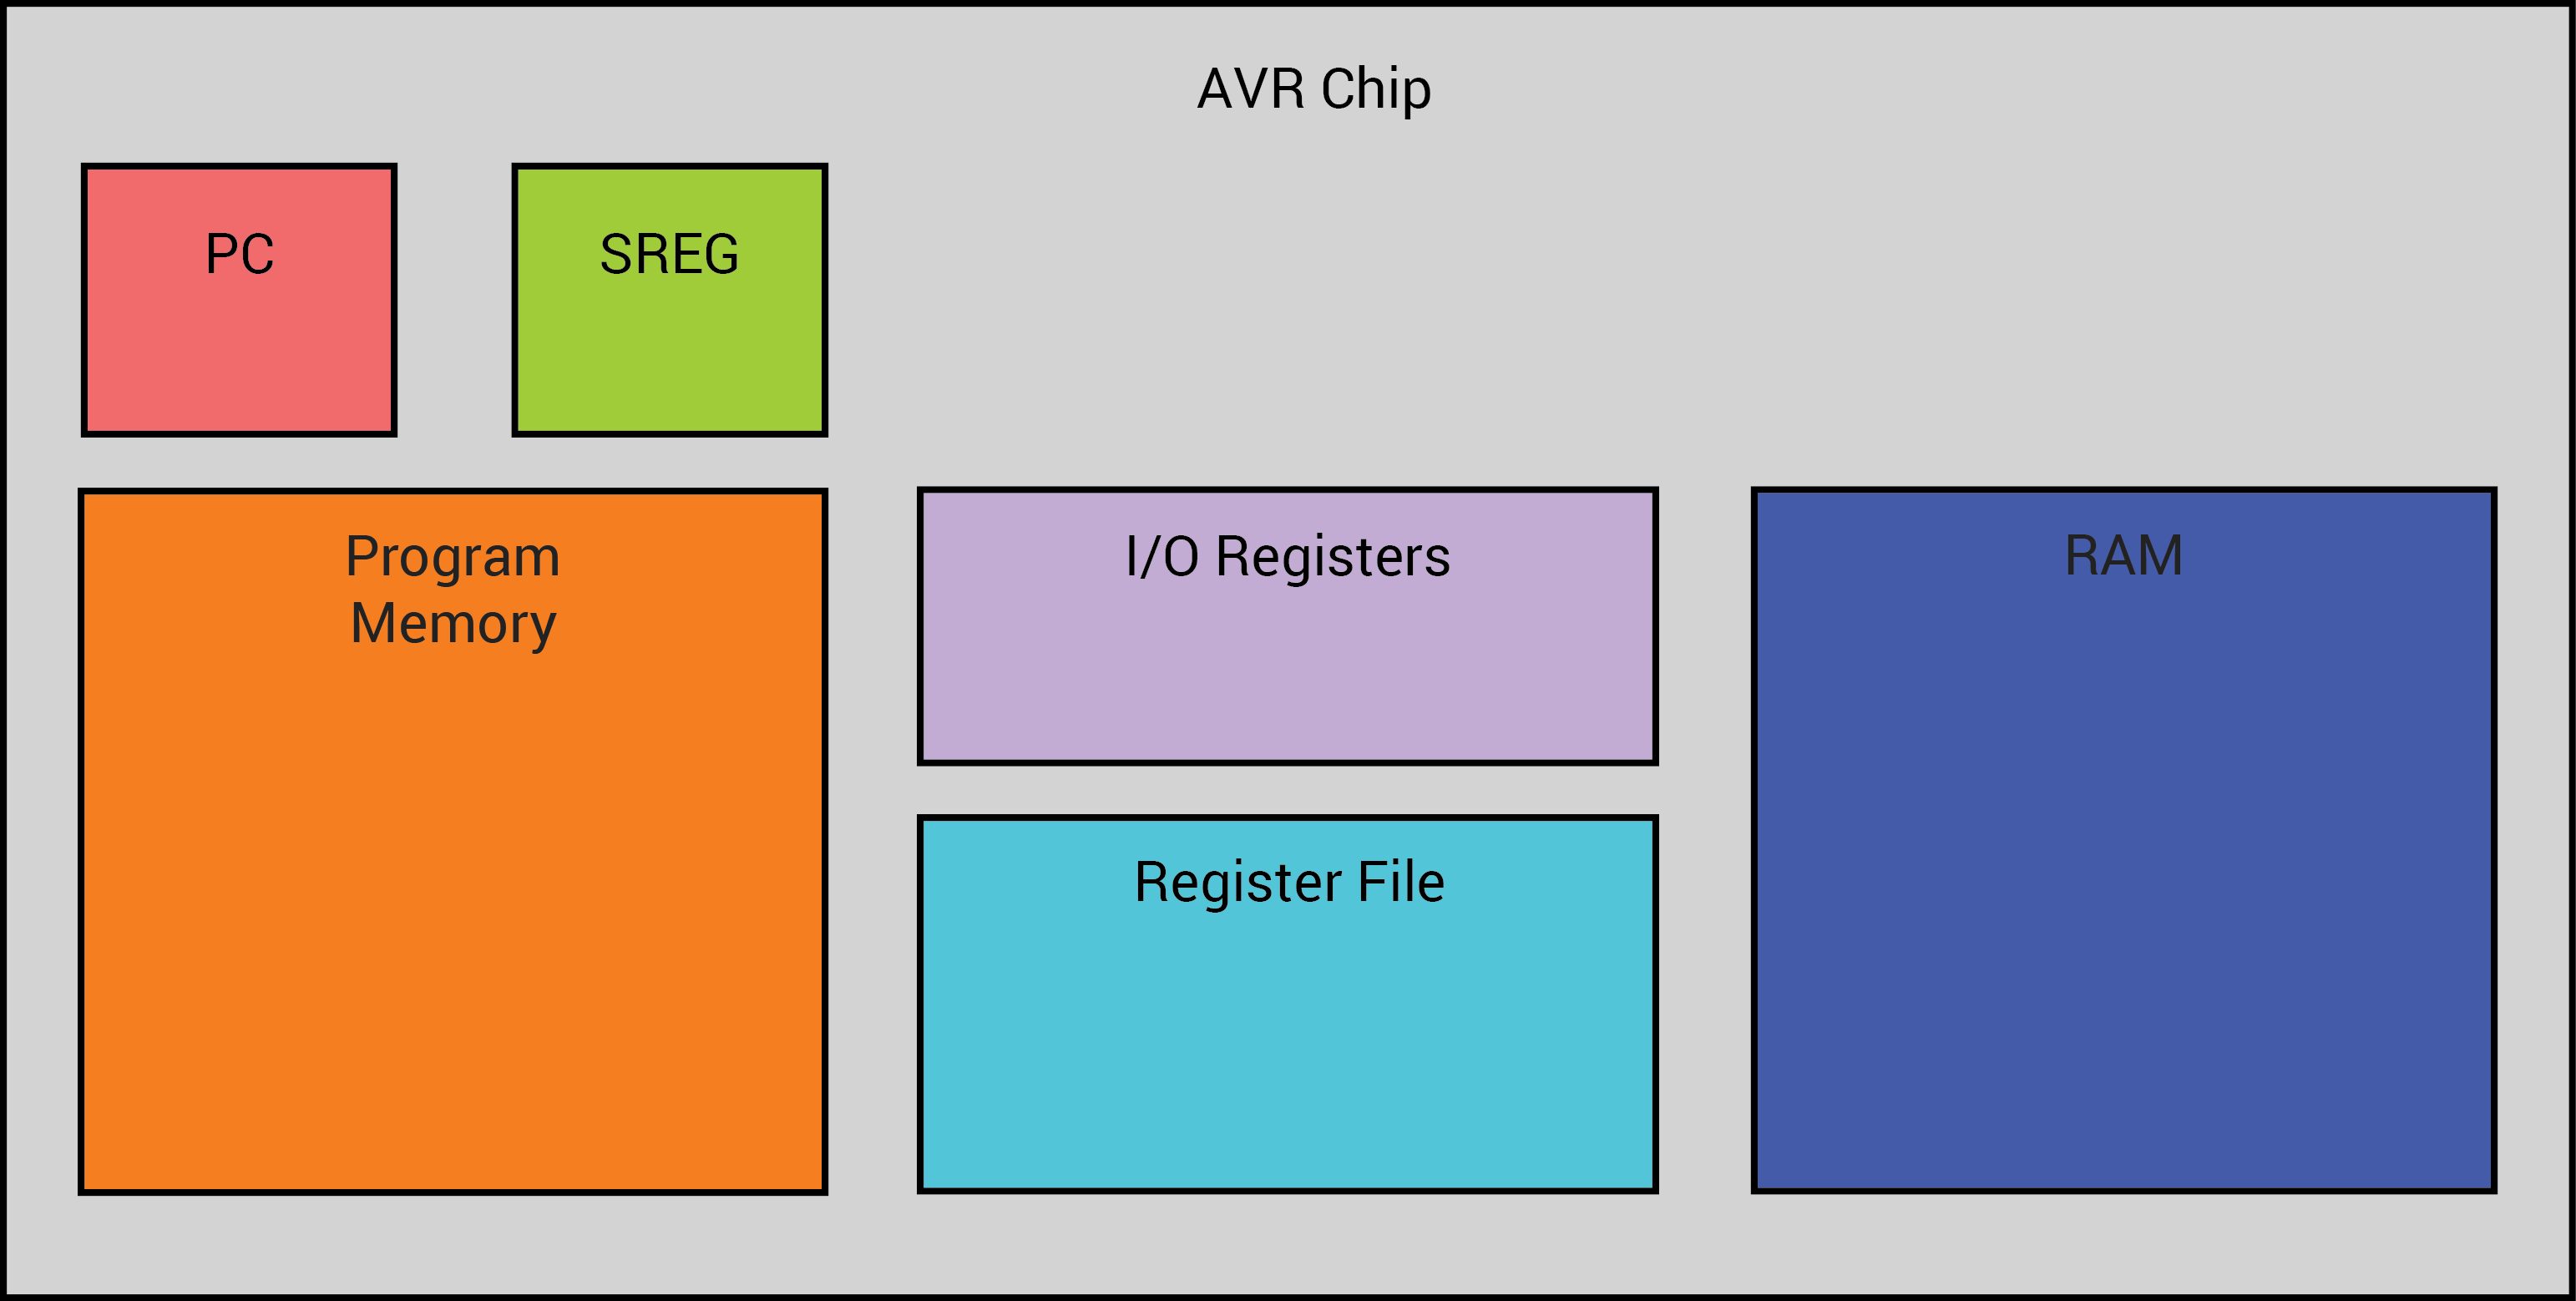 AVR Chip
PC
SREG
Program
Memory
I/O Registers
Register File
RAM